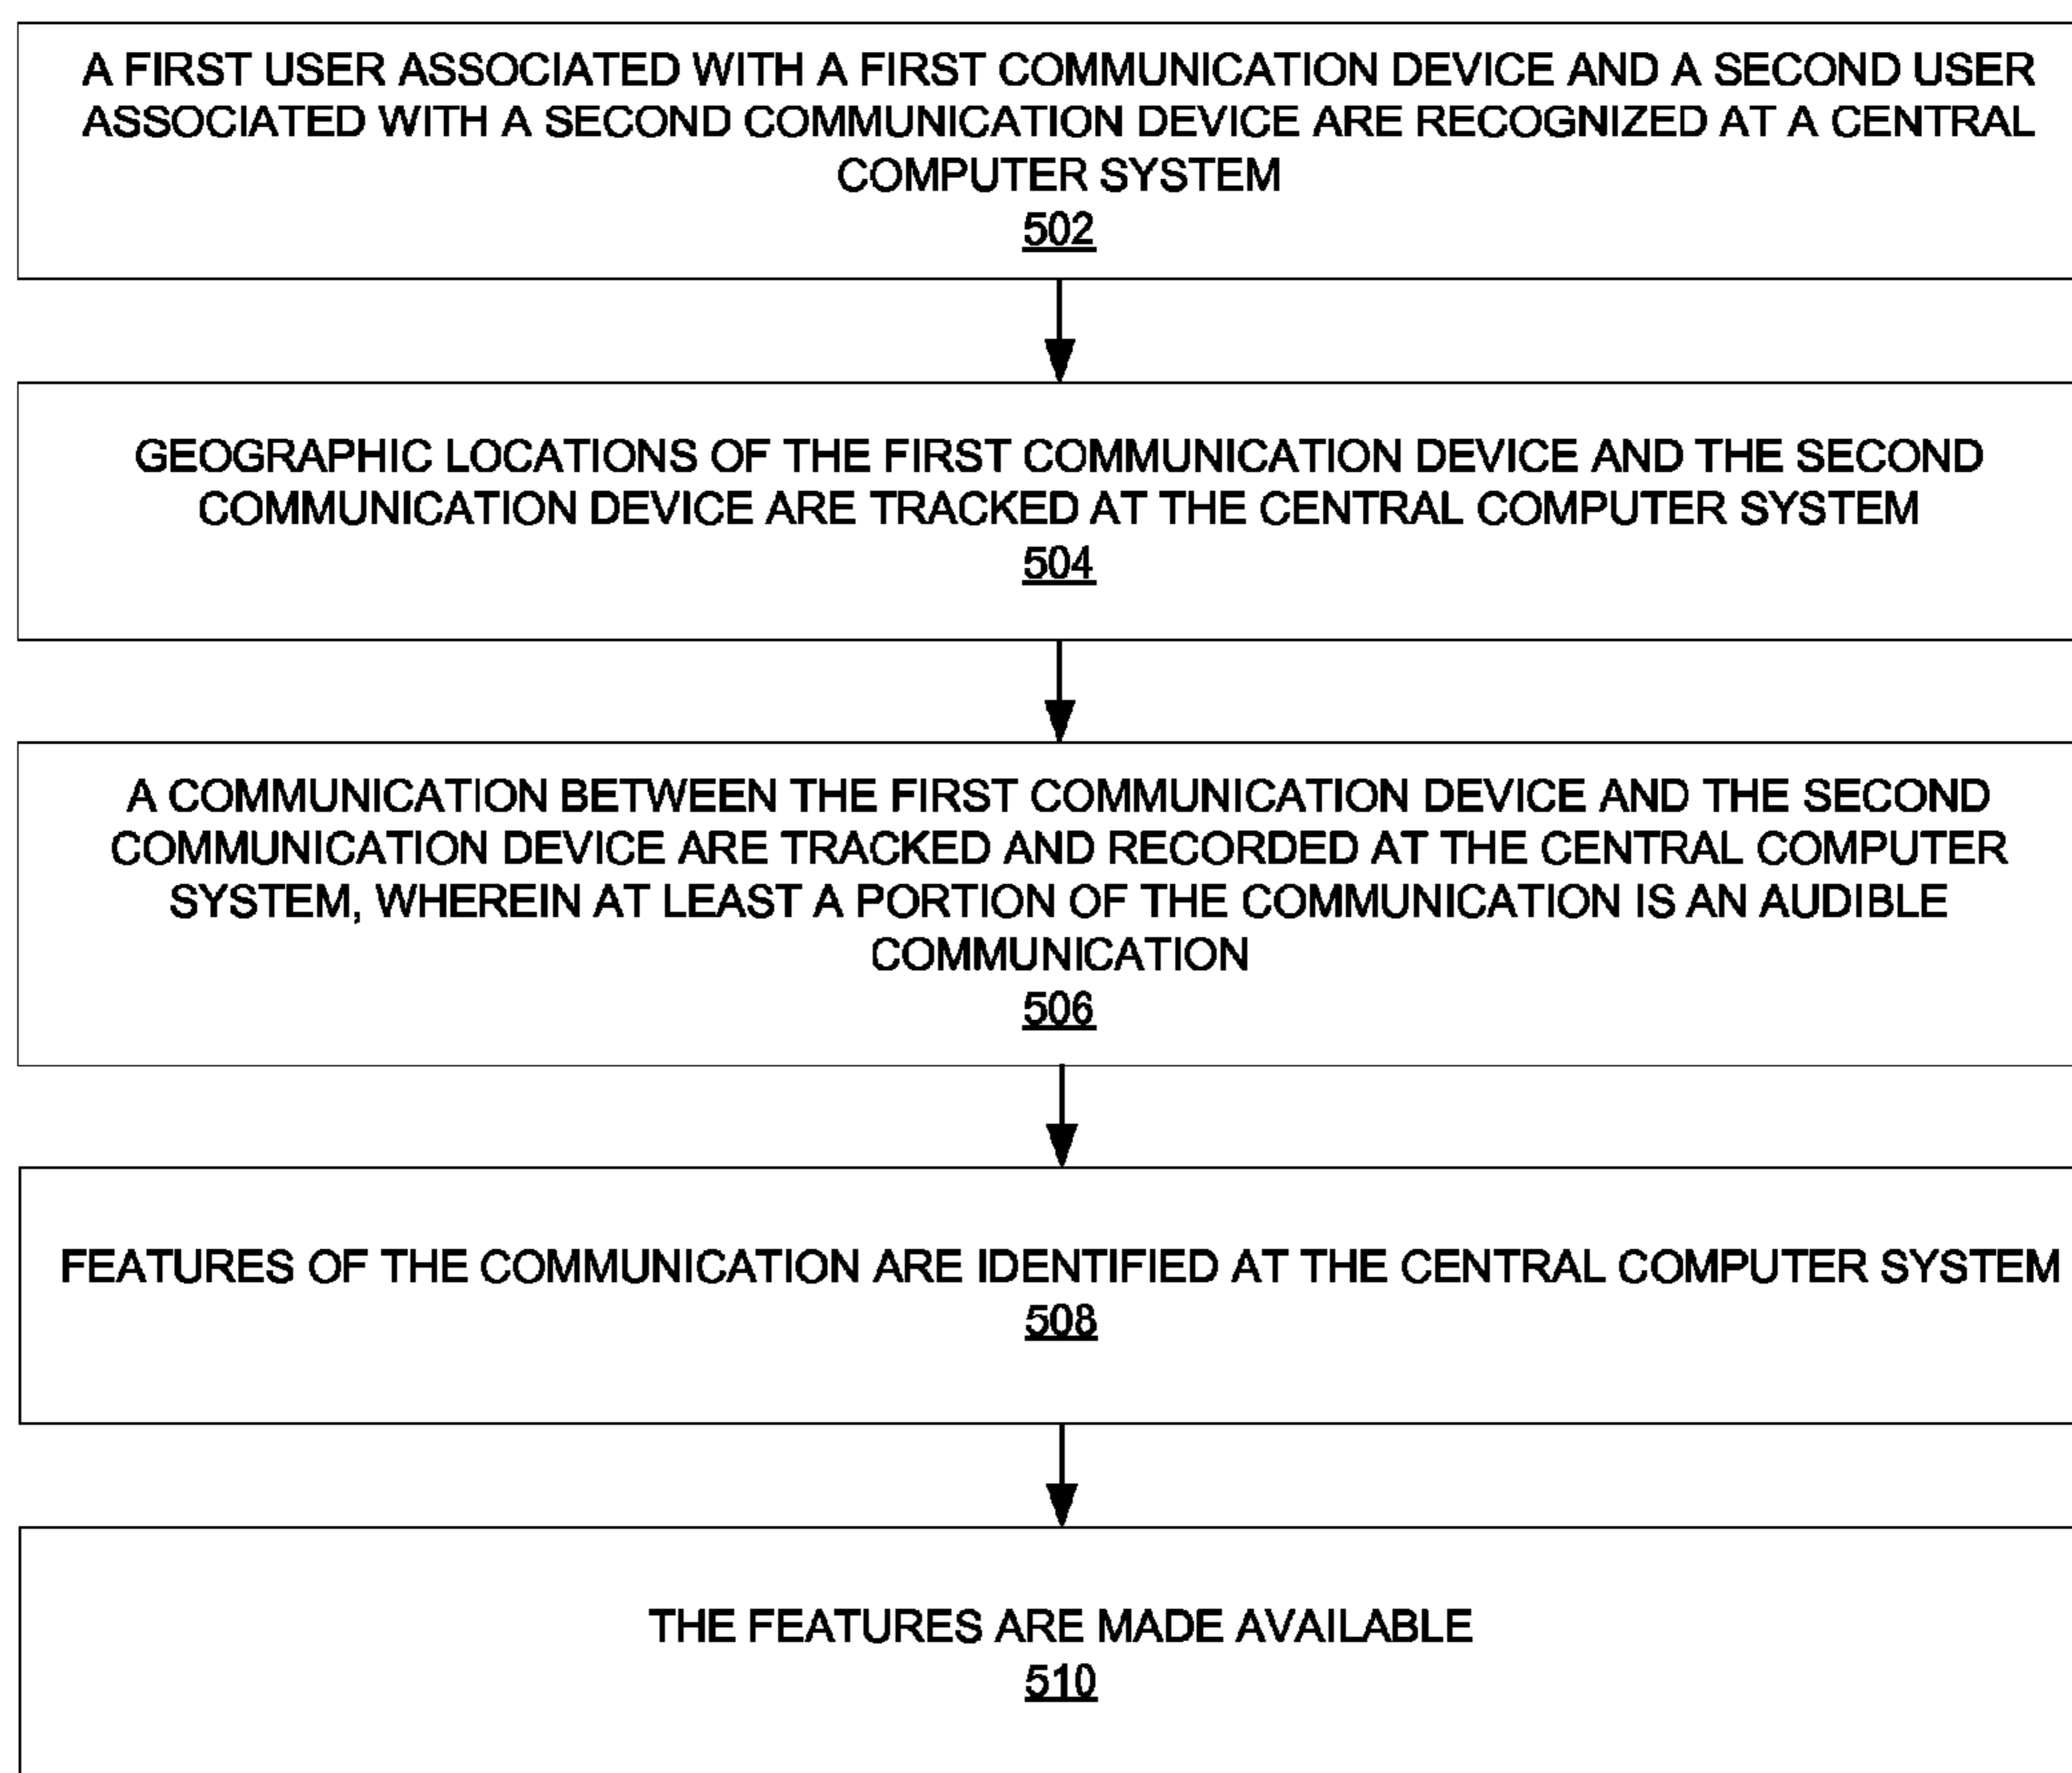 A FIRST USER ASSOCIATED WITH A FIRST COMMUNICATION DEVICE AND A SECOND USER
ASSOCIATED WITH A SECOND COMMUNICATION DEVICE ARE RECOGNIZED AT A CENTRAL
COMPUTER SYSTEM
502
GEOGRAPHIC LOCATIONS OF THE FIRST COMMUNICATION DEVICE AND THE SECOND
COMMUNICATION DEVICE ARE TRACKED AT THE CENTRAL COMPUTER SYSTEM
504
A COMMUNICATION BETWEEN THE FIRST COMMUNICATION DEVICE AND THE SECOND
COMMUNICATION DEVICE ARE TRACKED AND RECORDED AT THE CENTRAL COMPUTER
SYSTEM, WHEREIN AT LEAST A PORTION OF THE COMMUNICATION IS AN AUDIBLE
COMMUNICATION
506
FEATURES OF THE COMMUNICATION ARE IDENTIFIED AT THE CENTRAL COMPUTER SYSTEM
508
THE FEATURES ARE MADE AVAILABLE
510